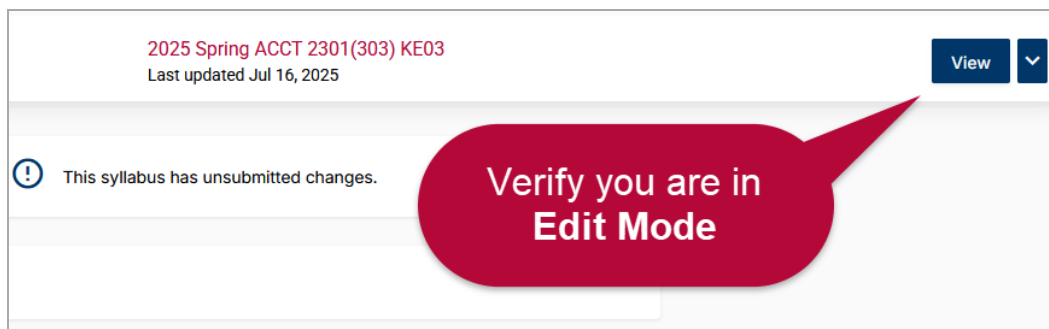 2025 Spring ACCT 2301(303) KE03
Last updated Jul 16, 2025
View
This syllabus has unsubmitted changes.
Verify you are in
Edit Mode